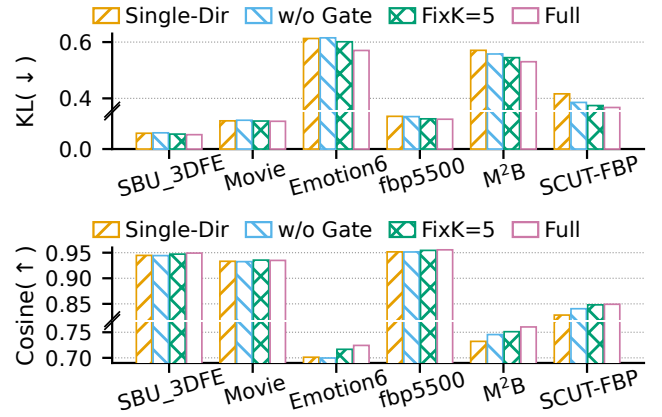 Single-Dir w/o Gate FixK=5 Full
KL( ↓ )
0.6
0.4
0.0
SBU_3DFE Movie Emotion6 fbp5500 M²B SCUT-FBP
Single-Dir w/o Gate FixK=5 Full
Cosine( ↑ )
0.95
0.90
0.85
0.75
0.70
SBU_3DFE Movie Emotion6 fbp5500 M²B SCUT-FBP